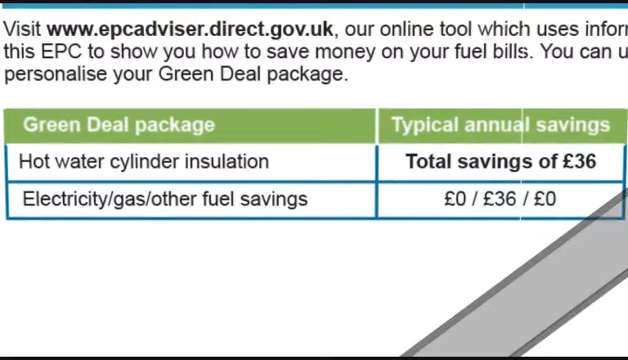 Visit www.epcadviser.direct.gov.uk, our online tool which uses
this EPC to show you how to save money on your fuel bills. You can
personalise your Green Deal package.
Green Deal package Typical annual savings
Hot water cylinder insulation Total savings of £36
Electricity/gas/other fuel savings £0 / £36 / £0